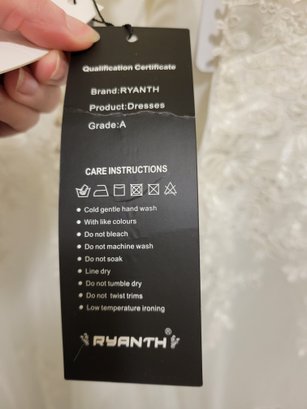 Qualification Certificate
Brand:RYANTH
Product:Dresses
Grade:A
CARE INSTRUCTIONS
• Cold gentle hand wash
• With like colours
• Do not bleach
• Do not machine wash
• Do not soak
• Line dry
• Do not tumble dry
• Do not twist trims
• Low temperature ironing
RYANTH®